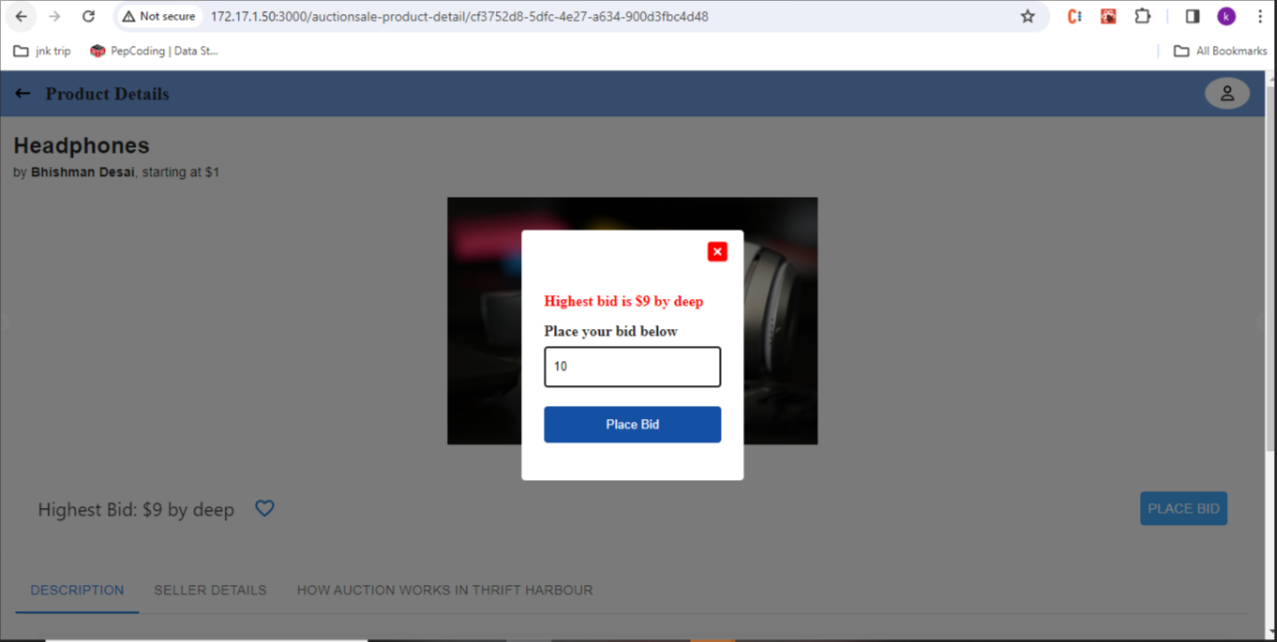 Not secure
172.17.1.50:3000/auctionsale-product-detail/cf3752d8-5dfc-4e27-a634-900d3fbc4d48
C
k
jnk trip
PepCoding | Data St...
All Bookmarks
Product Details
Headphones
by Bhishman Desai, starting at $1
Highest bid is $9 by deep
Place your bid below
10
Place Bid
Highest Bid: $9 by deep
PLACE BID
DESCRIPTION
SELLER DETAILS
HOW AUCTION WORKS IN THRIFT HARBOUR